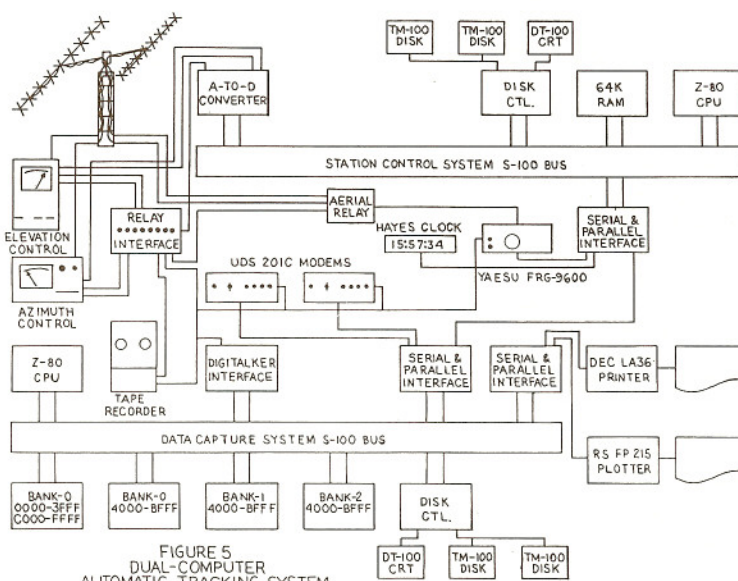 TM-100
DISK
TM-100
DISK
DT-100
CRT
A-TO-D
CONVERTER
DISK
CTL.
64K
RAM
Z-80
CPU
STATION CONTROL SYSTEM S-100 BUS
ELEVATION
CONTROL
RELAY
INTERFACE
AERIAL
RELAY
HAYES CLOCK
15:57:34
YAESU FRG-9600
SERIAL &
PARALLEL
INTERFACE
AZIMUTH
CONTROL
UDS 201C MODEMS
Z-80
CPU
TAPE
RECORDER
DIGITALKER
INTERFACE
SERIAL &
PARALLEL
INTERFACE
SERIAL &
PARALLEL
INTERFACE
DEC LA36
PRINTER
DATA CAPTURE SYSTEM S-100 BUS
RS FP 215
PLOTTER
BANK-0
0000-3FFF
C000-FFFF
BANK-0
4000-BFFF
BANK-1
4000-BFFF
BANK-2
4000-BFFF
DISK
CTL.
DT-100
CRT
TM-100
DISK
TM-100
DISK
FIGURE 5
DUAL-COMPUTER
AUTOMATIC TRACKING SYSTEM